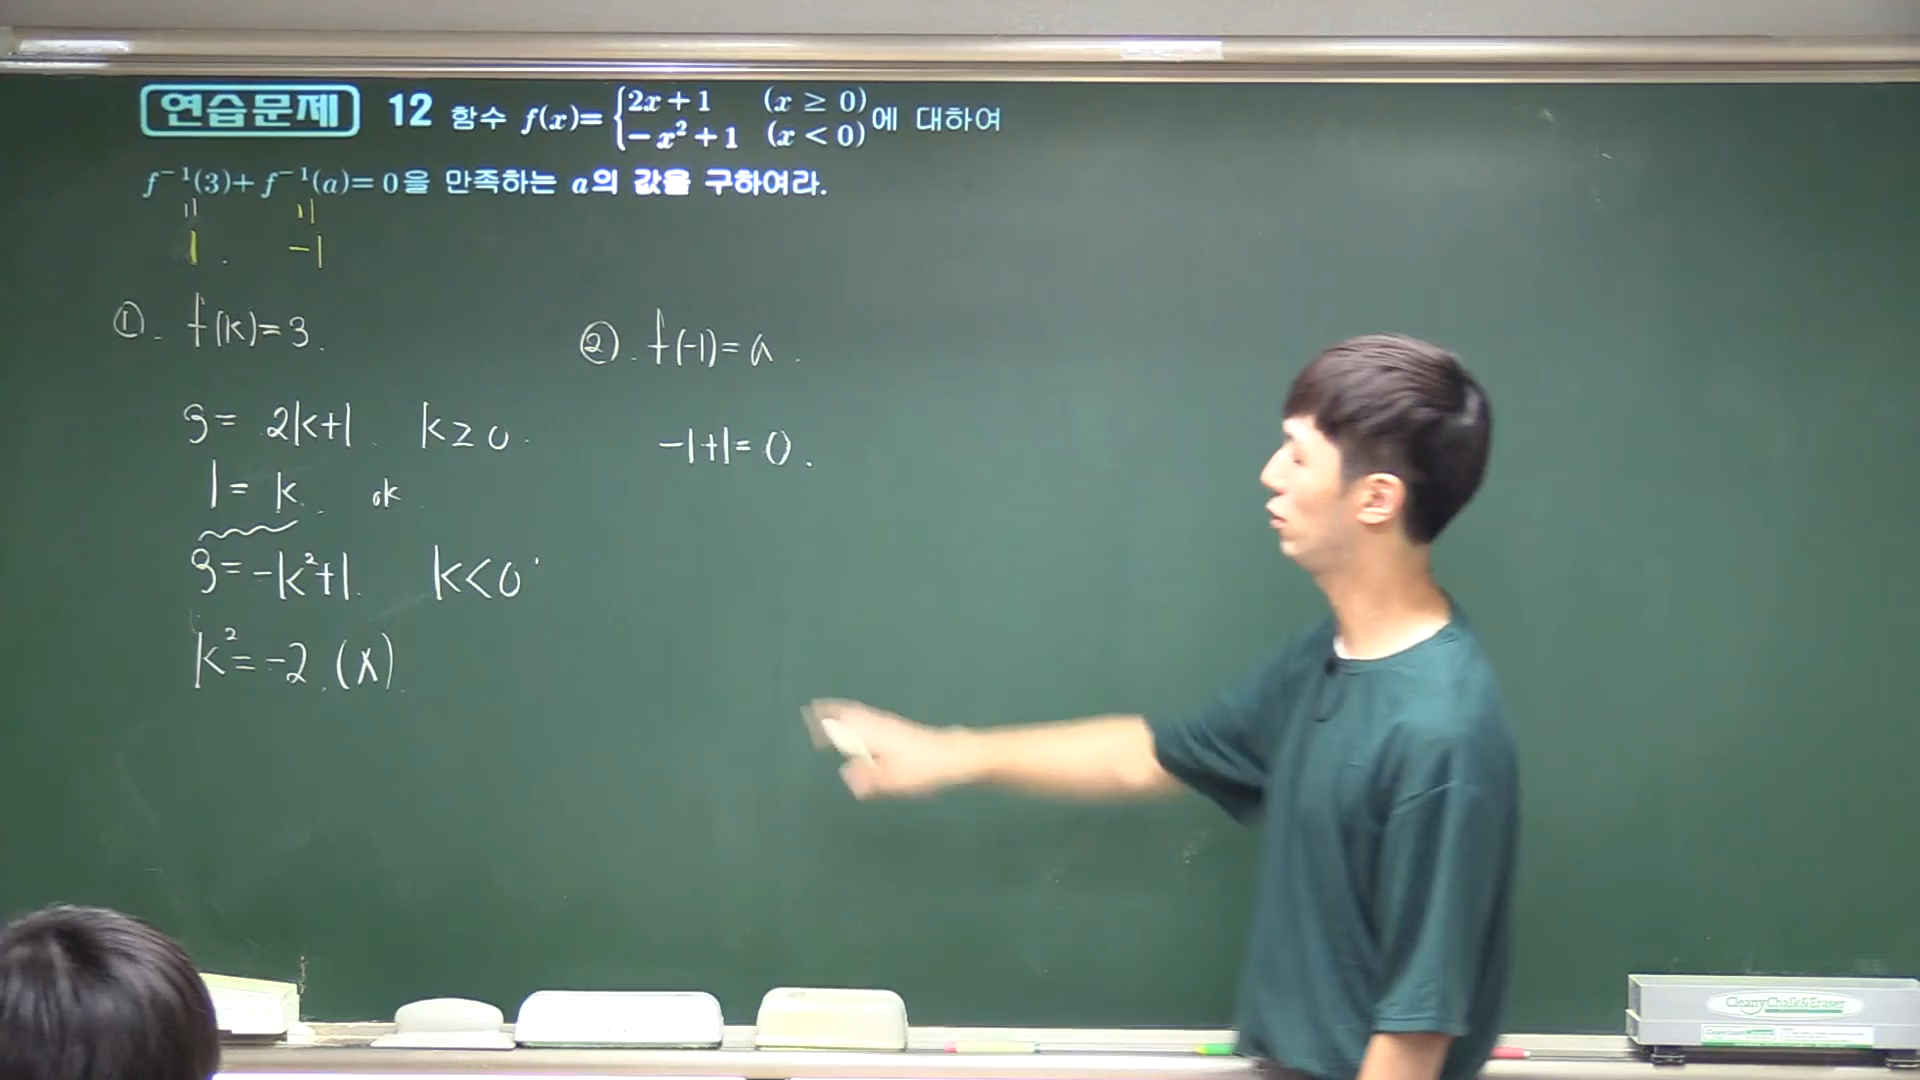 연습문제 12 함수 f(x)= { 2x+1 (x ≥ 0)
-x²+1 (x < 0) 에 대하여
f⁻¹(3)+f⁻¹(a)=0을 만족하는 a의 값을 구하여라.
1. -1
①. f(k)=3.
3= 2k+1. k≥0.
1= k. ok
3=-k²+1. k<0
k²=-2. (X)
②. f(-1)=a.
-1+1=0.
CleanyChalk&Eraser